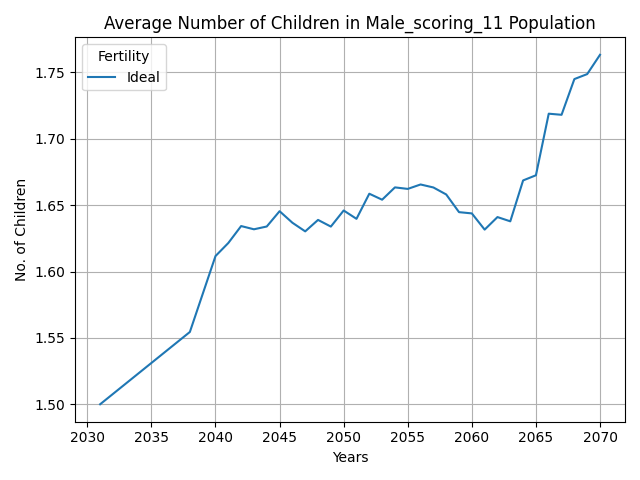 Average Number of Children in Male_scoring_11 Population
Fertility
Ideal
1.75
1.70
1.65
1.60
1.55
1.50
No. of Children
2030 2035 2040 2045 2050 2055 2060 2065 2070
Years